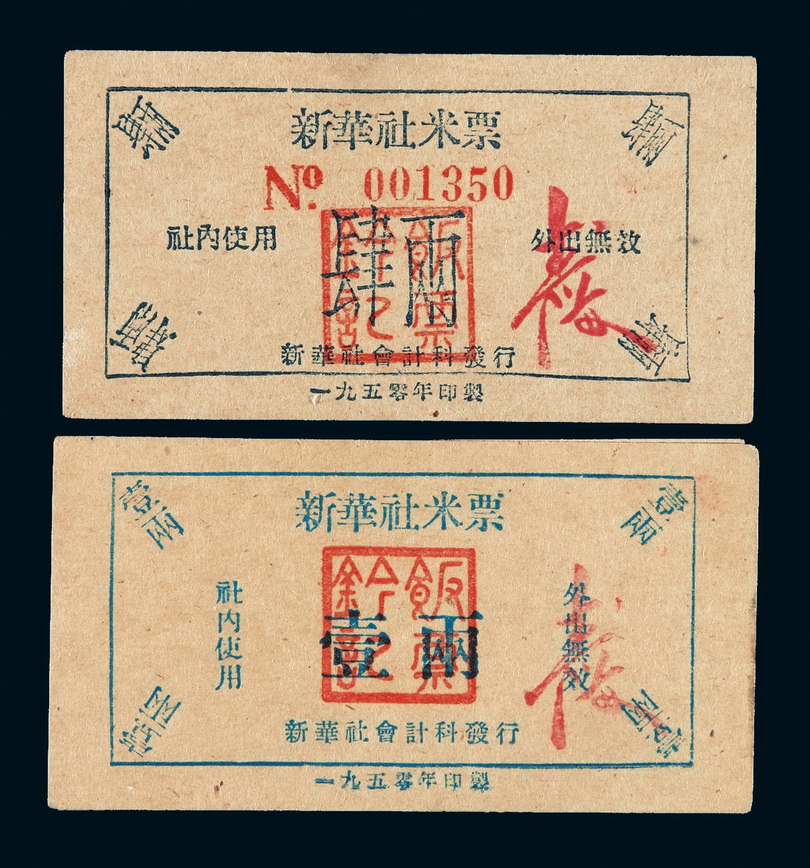 肆兩
肆兩
新華社米票
No. 001350
社內使用
肆兩
外出無效
肆兩
肆兩
新華社會計科發行
一九五零年印製
壹兩
壹兩
新華社米票
社內使用
壹兩
外出無效
壹兩
壹兩
新華社會計科發行
一九五零年印製